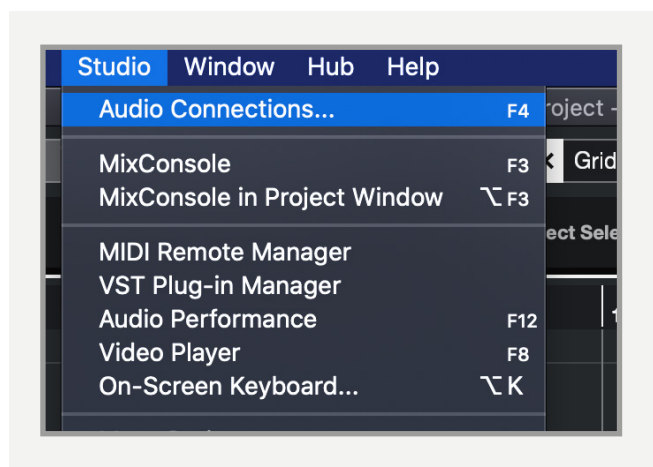 Studio Window Hub Help
Audio Connections... F4
roject -
MixConsole F3
Grid
MixConsole in Project Window ⌥ F3
ect Sele
MIDI Remote Manager
VST Plug-in Manager
Audio Performance F12
Video Player F8
On-Screen Keyboard... ⌥ K